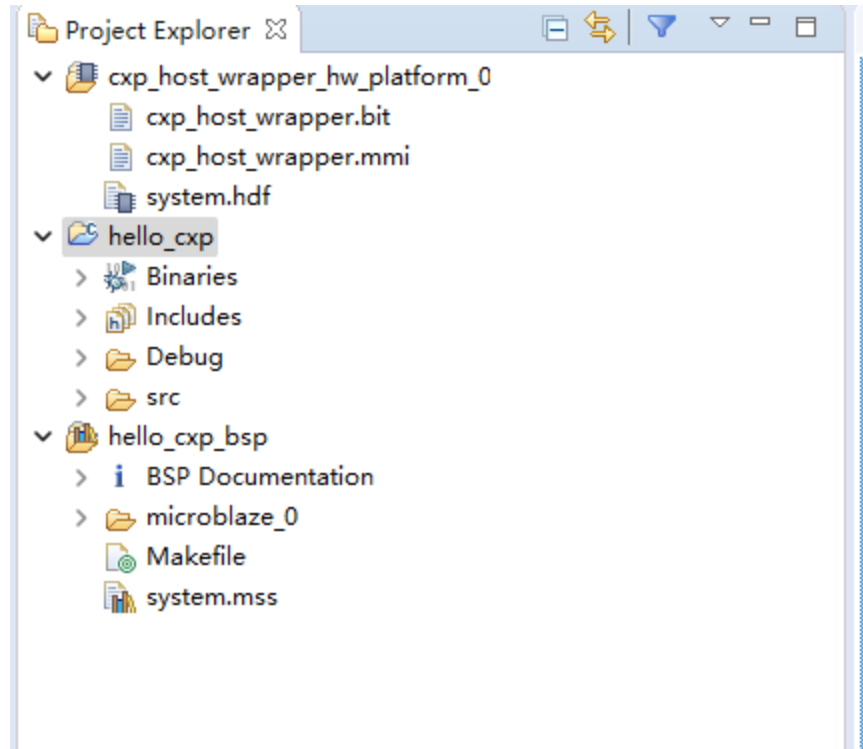 Project Explorer
cxp_host_wrapper_hw_platform_0
cxp_host_wrapper.bit
cxp_host_wrapper.mmi
system.hdf
hello_cxp
Binaries
Includes
Debug
src
hello_cxp_bsp
BSP Documentation
microblaze_0
Makefile
system.mss